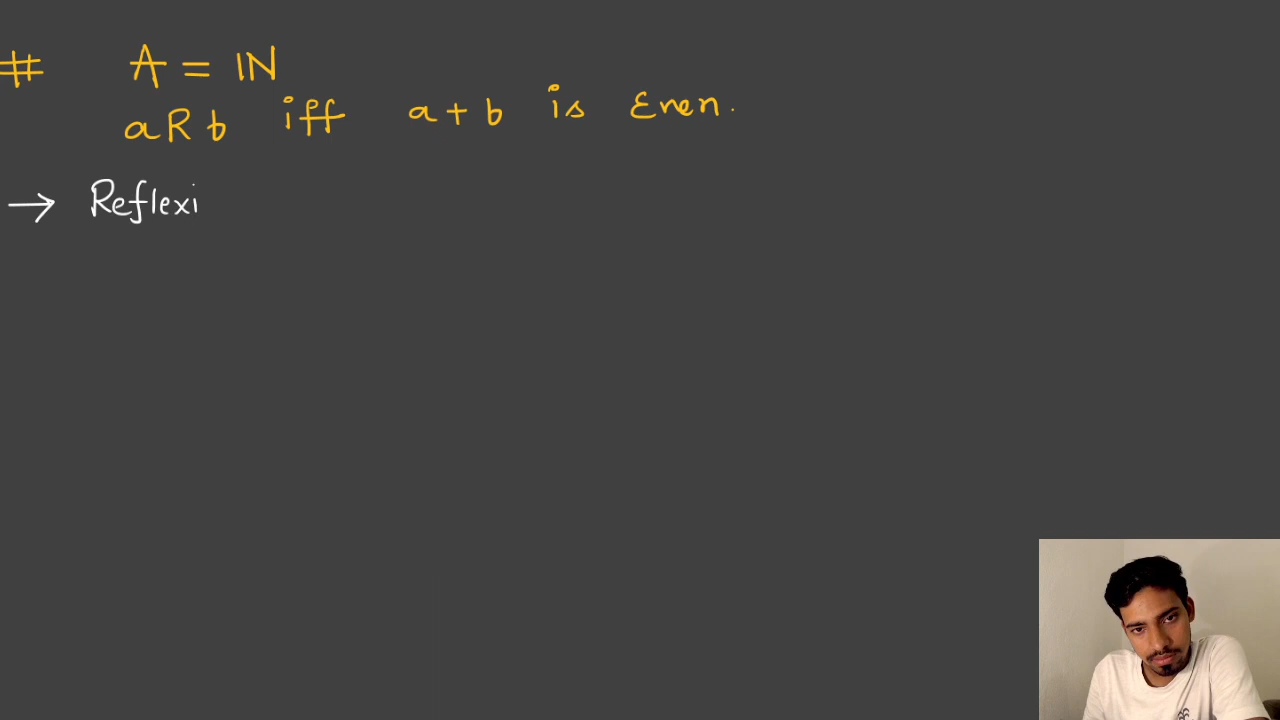 # A = IN
aRb iff a + b is Even.
→ Reflexi